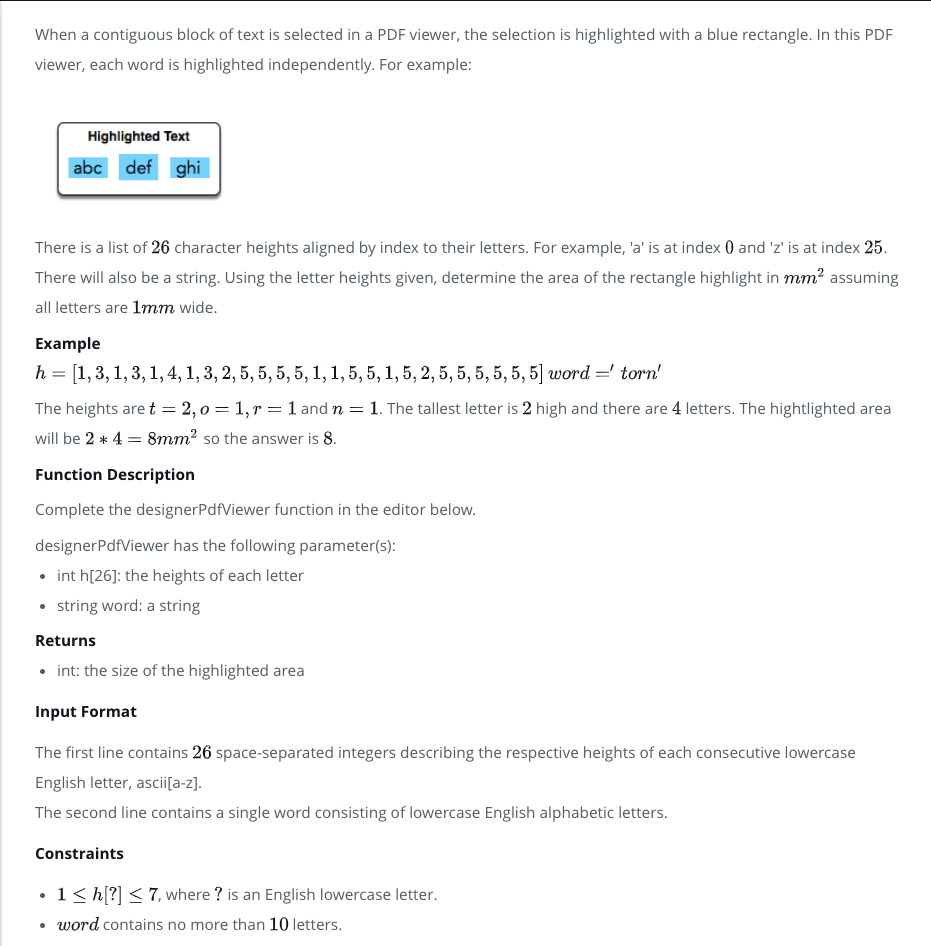 When a contiguous block of text is selected in a PDF viewer, the selection is highlighted with a blue rectangle. In this PDF
viewer, each word is highlighted independently. For example:
Highlighted Text
abc def ghi
There is a list of 26 character heights aligned by index to their letters. For example, 'a' is at index 0 and 'z' is at index 25.
There will also be a string. Using the letter heights given, determine the area of the rectangle highlight in mm² assuming
all letters are 1mm wide.
Example
h = [1, 3, 1, 3, 1, 4, 1, 3, 2, 5, 5, 5, 5, 1, 1, 5, 5, 1, 5, 2, 5, 5, 5, 5, 5, 5] word =' torn'
The heights are t = 2, o = 1, r = 1 and n = 1. The tallest letter is 2 high and there are 4 letters. The hightlighted area
will be 2 * 4 = 8mm² so the answer is 8.
Function Description
Complete the designerPdfViewer function in the editor below.
designerPdfViewer has the following parameter(s):
• int h[26]: the heights of each letter
• string word: a string
Returns
• int: the size of the highlighted area
Input Format
The first line contains 26 space-separated integers describing the respective heights of each consecutive lowercase
English letter, ascii[a-z].
The second line contains a single word consisting of lowercase English alphabetic letters.
Constraints
• 1 ≤ h[?] ≤ 7, where ? is an English lowercase letter.
• word contains no more than 10 letters.